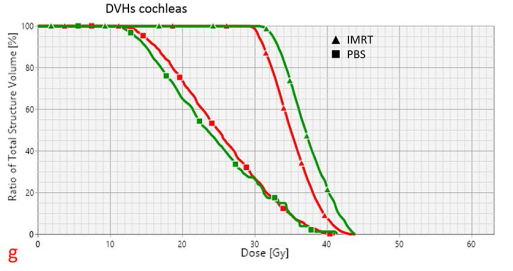 DVHs cochleas
Ratio of Total Structure Volume [%]
100
80
60
40
20
0
IMRT
PBS
0 10 20 30 40 50 60
Dose [Gy]
g